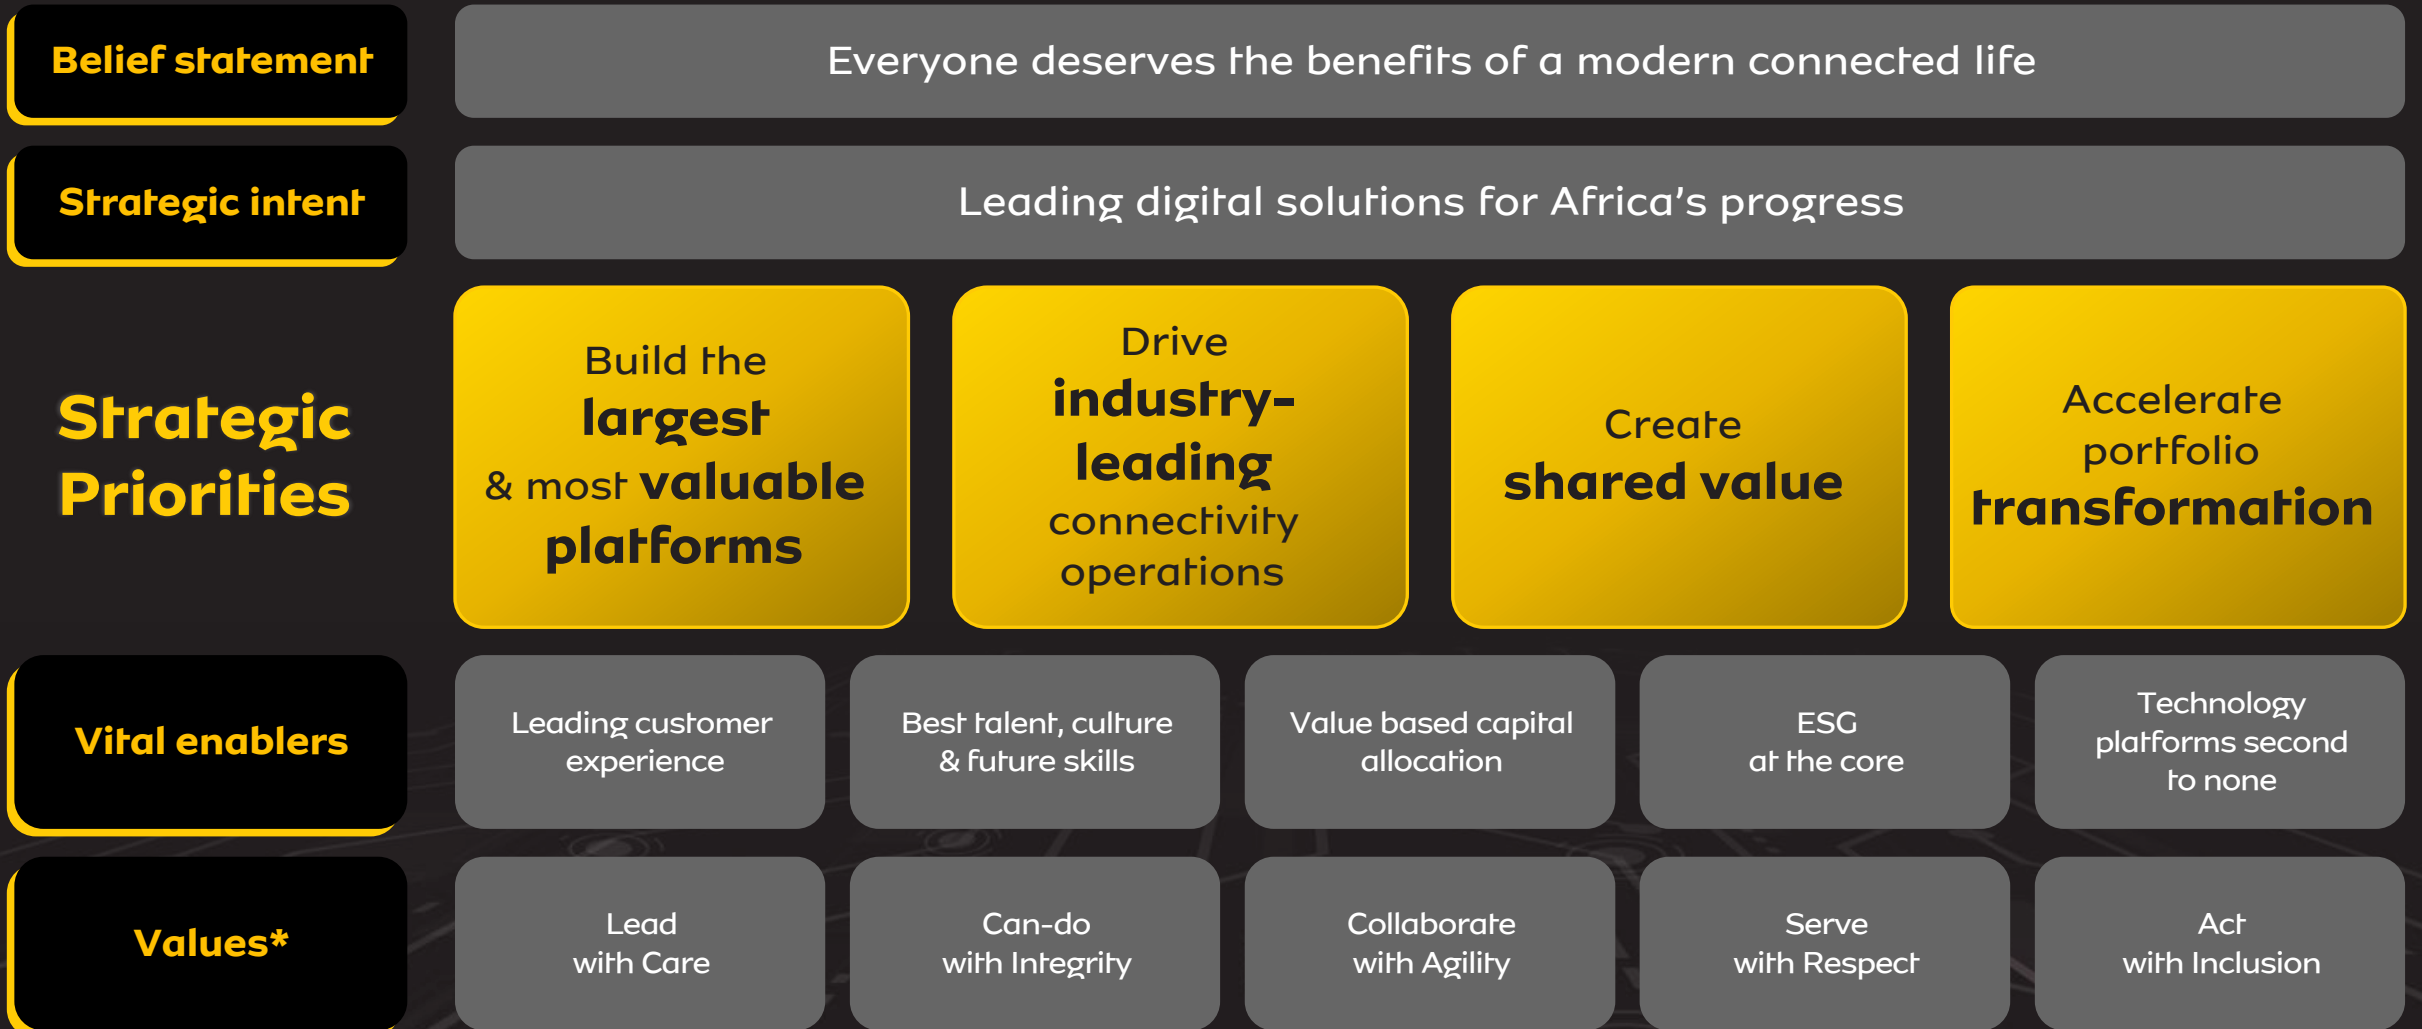 Belief statement
Everyone deserves the benefits of a modern connected life
Strategic intent
Leading digital solutions for Africa's progress
Strategic
Priorities
Build the
largest
& most valuable
platforms
Drive
industry-
leading
connectivity
operations
Create
shared value
Accelerate
portfolio
transformation
Vital enablers
Leading customer
experience
Best talent, culture
& future skills
Value based capital
allocation
ESG
at the core
Technology
platforms second
to none
Values*
Lead
with Care
Can-do
with Integrity
Collaborate
with Agility
Serve
with Respect
Act
with Inclusion